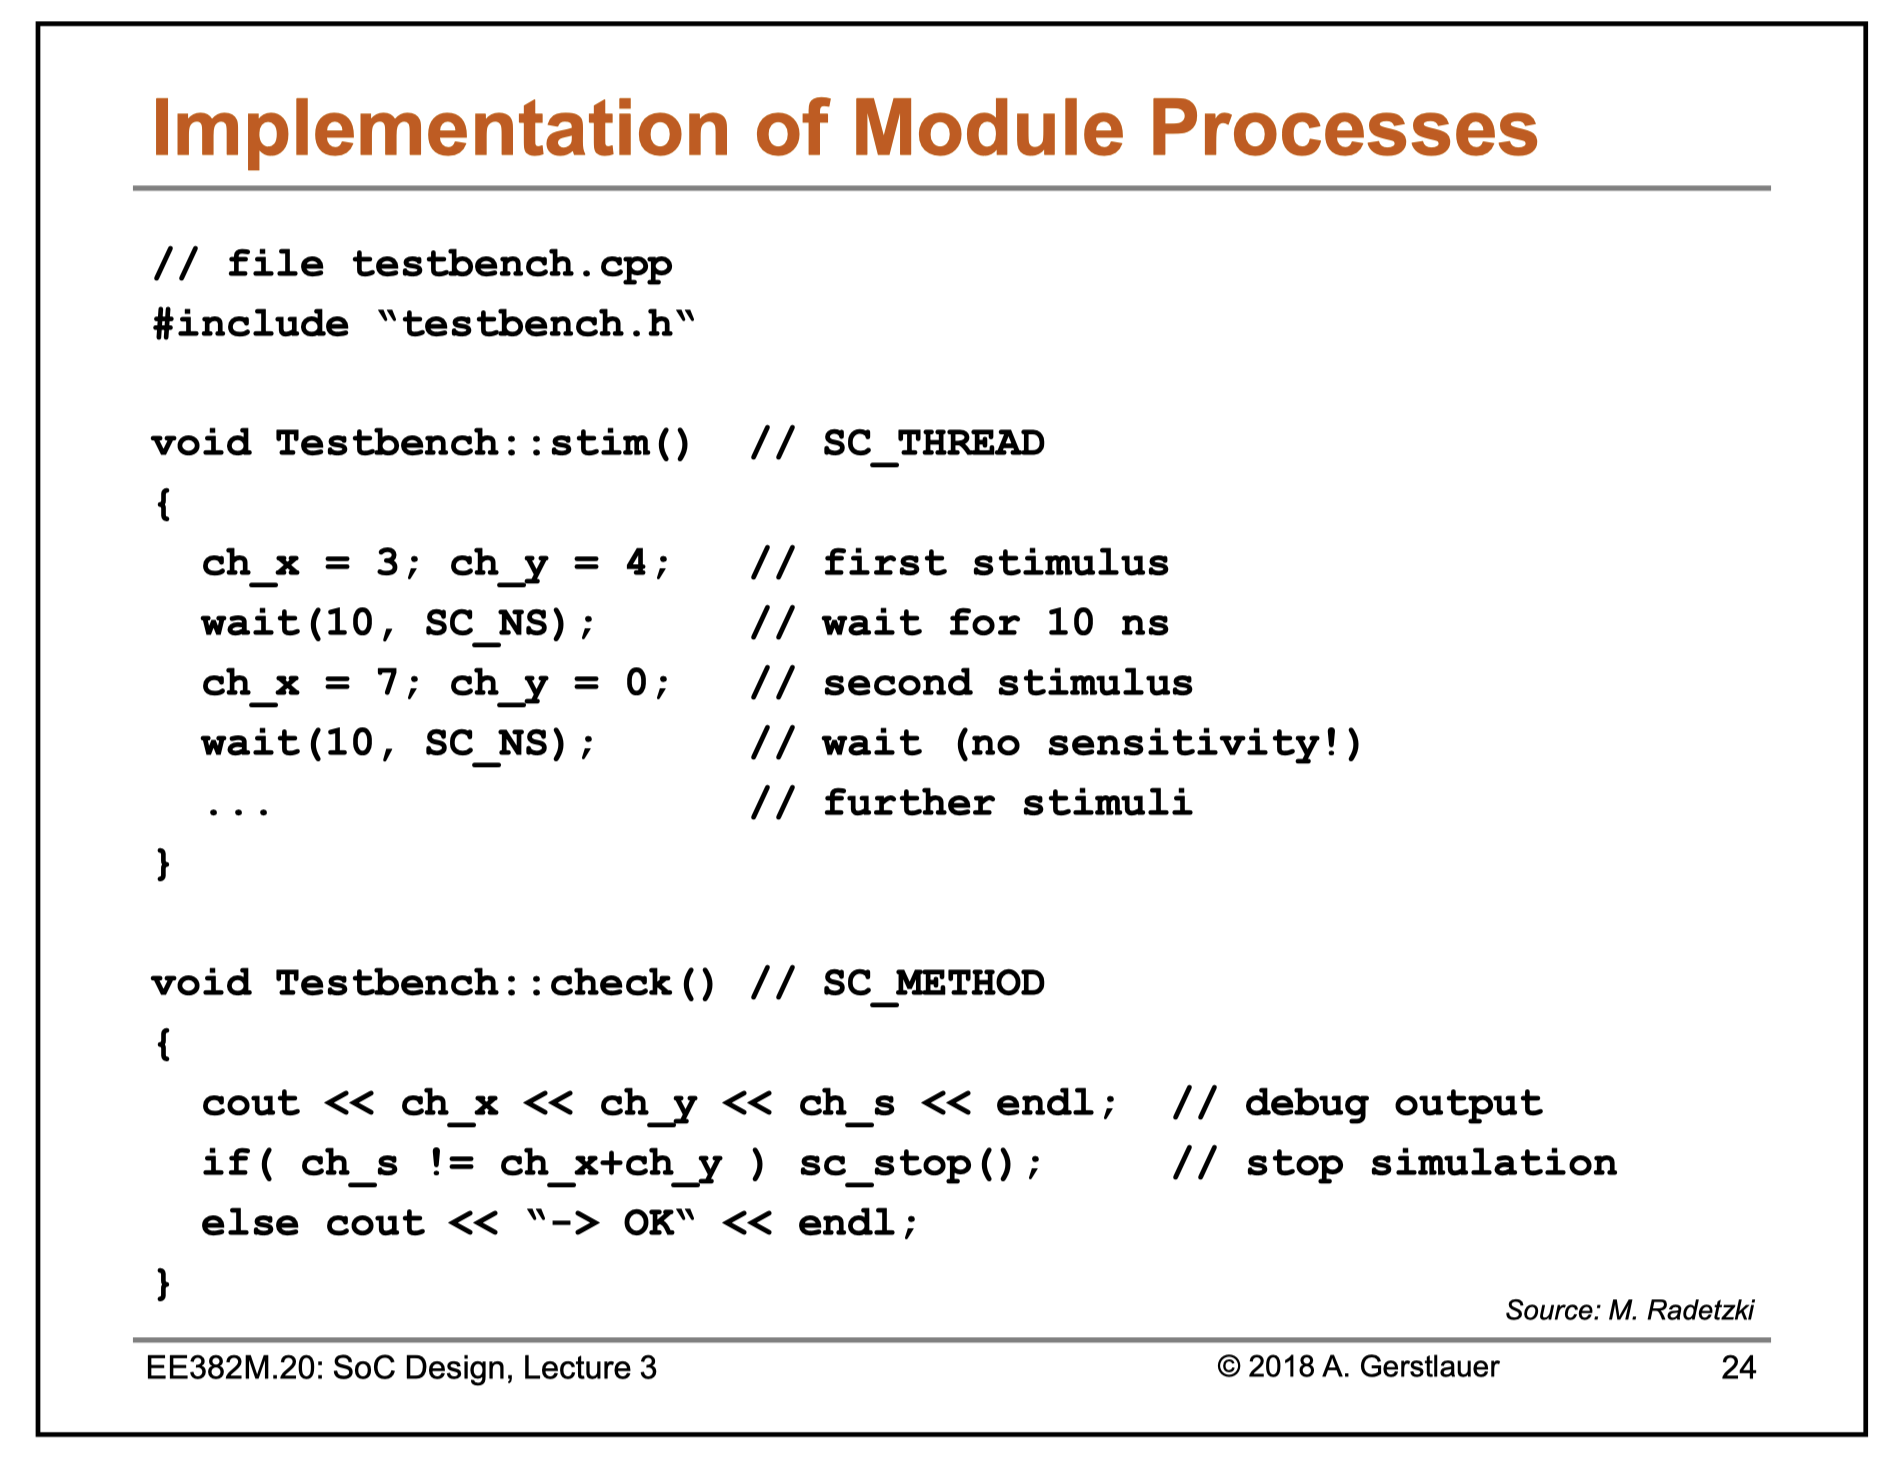 Implementation of Module Processes
// file testbench.cpp
#include ‟testbench.h‟
void Testbench::stim() // SC_THREAD
{
ch_x = 3; ch_y = 4; // first stimulus
wait(10, SC_NS); // wait for 10 ns
ch_x = 7; ch_y = 0; // second stimulus
wait(10, SC_NS); // wait (no sensitivity!)
... // further stimuli
}
void Testbench::check() // SC_METHOD
{
cout << ch_x << ch_y << ch_s << endl; // debug output
if( ch_s != ch_x+ch_y ) sc_stop(); // stop simulation
else cout << ‟-> OK‟ << endl;
}
Source: M. Radetzki
EE382M.20: SoC Design, Lecture 3 © 2018 A. Gerstlauer 24